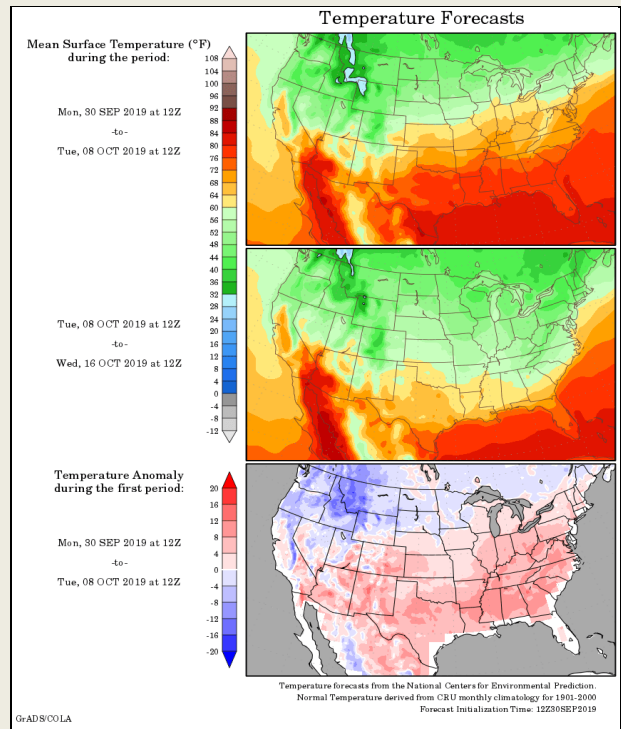 Temperature Forecasts
Mean Surface Temperature (°F)
during the period:
Mon, 30 SEP 2019 at 12Z
-to-
Tue, 08 OCT 2019 at 12Z
108
104
100
96
92
88
84
80
76
72
68
64
60
56
52
48
44
40
36
32
28
24
20
16
12
8
4
0
-4
-8
-12
Tue, 08 OCT 2019 at 12Z
-to-
Wed, 16 OCT 2019 at 12Z
Temperature Anomaly
during the first period:
Mon, 30 SEP 2019 at 12Z
-to-
Tue, 08 OCT 2019 at 12Z
20
16
12
8
4
0
-4
-8
-12
-16
-20
Temperature forecasts from the National Centers for Environmental Prediction.
Normal Temperature derived from CRU monthly climatology for 1901-2000
Forecast Initialization Time: 12Z30SEP2019
GrADS/COLA